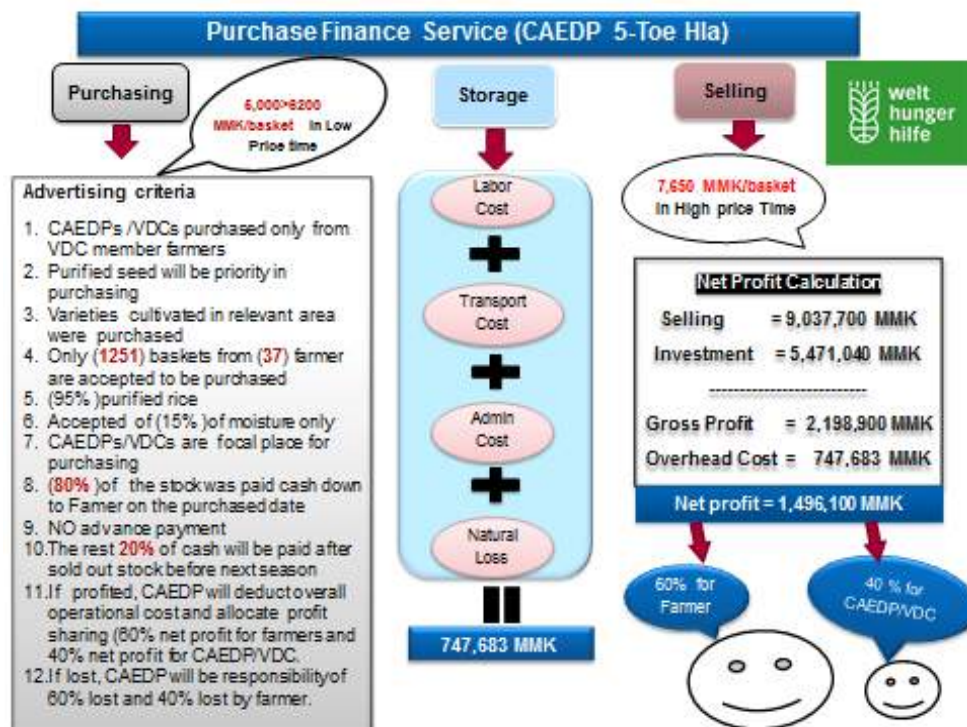 Purchase Finance Service (CAEDP 5-Toe Hla)
Purchasing
6,000>6200
MMK/basket In Low
Price time
Storage
Selling
welt
hunger
hilfe
7,650 MMK/basket
In High price Time
Advertising criteria
1. CAEDPs /VDCs purchased only from
VDC member farmers
2. Purified seed will be priority in
purchasing
3. Varieties cultivated in relevant area
were purchased
4. Only (1251) baskets from (37) farmer
are accepted to be purchased
5. (95% )purified rice
6. Accepted of (15% )of moisture only
7. CAEDPs/VDCs are focal place for
purchasing
8. (80% )of the stock was paid cash down
to Farmer on the purchased date
9. NO advance payment
10.The rest 20% of cash will be paid after
sold out stock before next season
11.If profited, CAEDP will deduct overall
operational cost and allocate profit
sharing (60% net profit for farmers and
40% net profit for CAEDP/VDC.
12.If lost, CAEDP will be responsibility of
60% lost and 40% lost by farmer.
Labor
Cost
Transport
Cost
Admin
Cost
Natural
Loss
747,683 MMK
Net Profit Calculation
Selling = 9,037,700 MMK
Investment = 5,471,040 MMK
-------------------------
Gross Profit = 2,198,900 MMK
Overhead Cost = 747,683 MMK
Net profit = 1,496,100 MMK
60% for
Farmer
40 % for
CAEDP/VDC